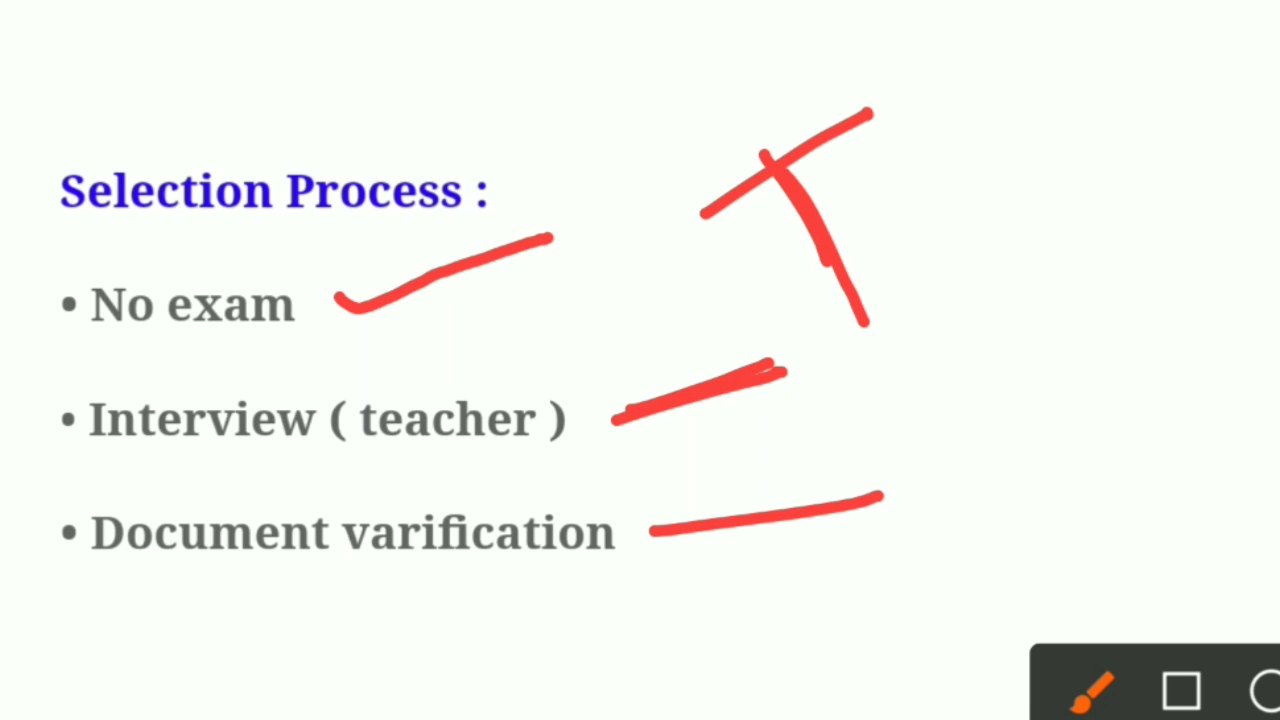 Selection Process :
• No exam
• Interview ( teacher )
• Document varification